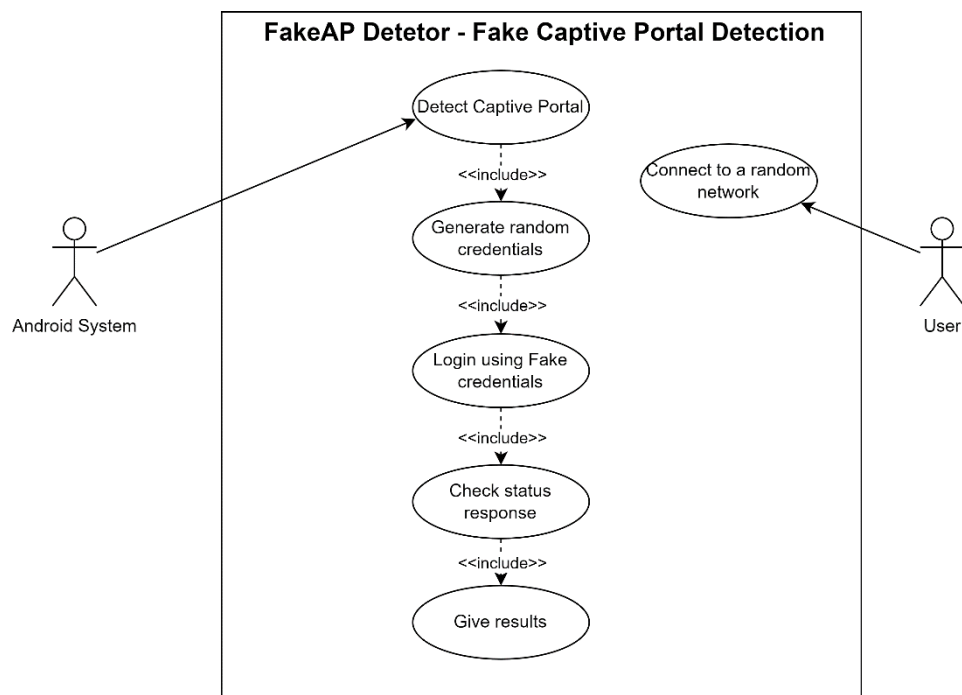 FakeAP Detetor - Fake Captive Portal Detection
Detect Captive Portal
<<include>>
Connect to a random
network
Generate random
credentials
<<include>>
Android System
User
Login using Fake
credentials
<<include>>
Check status
response
<<include>>
Give results